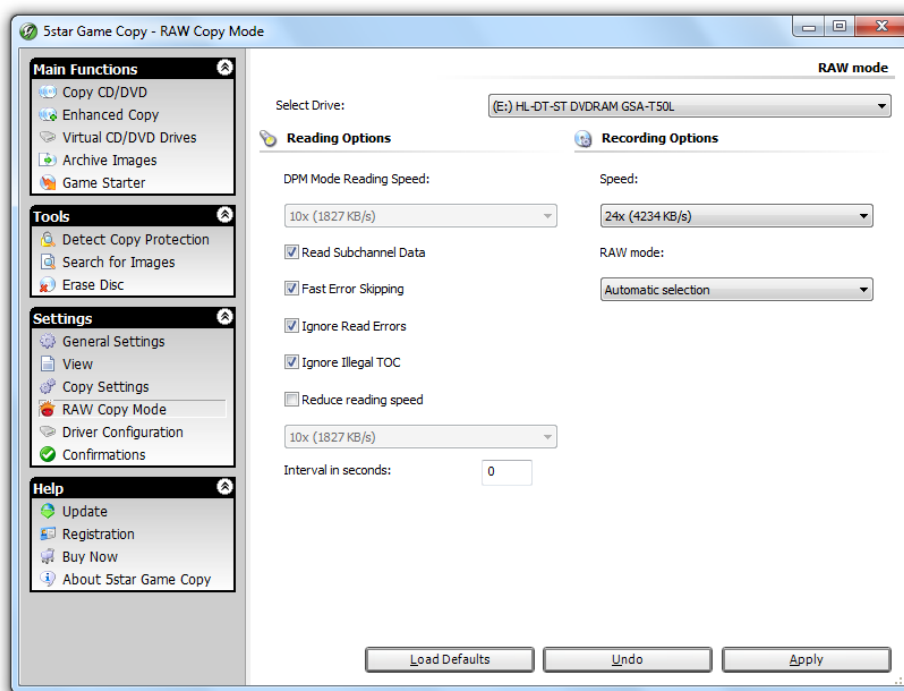 5star Game Copy - RAW Copy Mode
Main Functions
Copy CD/DVD
Enhanced Copy
Virtual CD/DVD Drives
Archive Images
Game Starter
Tools
Detect Copy Protection
Search for Images
Erase Disc
Settings
General Settings
View
Copy Settings
RAW Copy Mode
Driver Configuration
Confirmations
Help
Update
Registration
Buy Now
About 5star Game Copy
RAW mode
Select Drive:
(E:) HL-DT-ST DVDRAM GSA-T50L
Reading Options
DPM Mode Reading Speed:
10x (1827 KB/s)
Read Subchannel Data
Fast Error Skipping
Ignore Read Errors
Ignore Illegal TOC
Reduce reading speed
10x (1827 KB/s)
Interval in seconds:
0
Recording Options
Speed:
24x (4234 KB/s)
RAW mode:
Automatic selection
Load Defaults
Undo
Apply